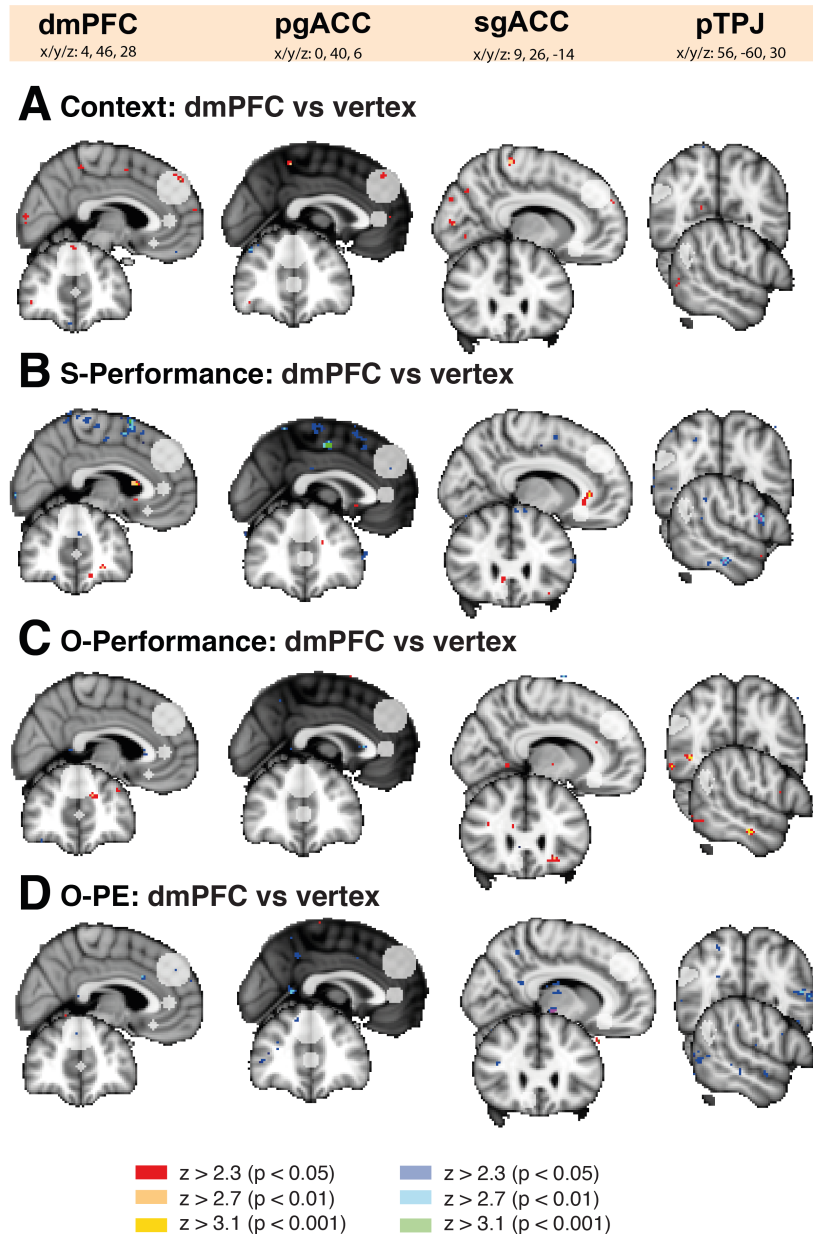 dmPFC pgACC sgACC pTPJ
x/y/z: 4, 46, 28 x/y/z: 0, 40, 6 x/y/z: 9, 26, -14 x/y/z: 56, -60, 30
A Context: dmPFC vs vertex
B S-Performance: dmPFC vs vertex
C O-Performance: dmPFC vs vertex
D O-PE: dmPFC vs vertex
z > 2.3 (p < 0.05) z > 2.3 (p < 0.05)
z > 2.7 (p < 0.01) z > 2.7 (p < 0.01)
z > 3.1 (p < 0.001) z > 3.1 (p < 0.001)